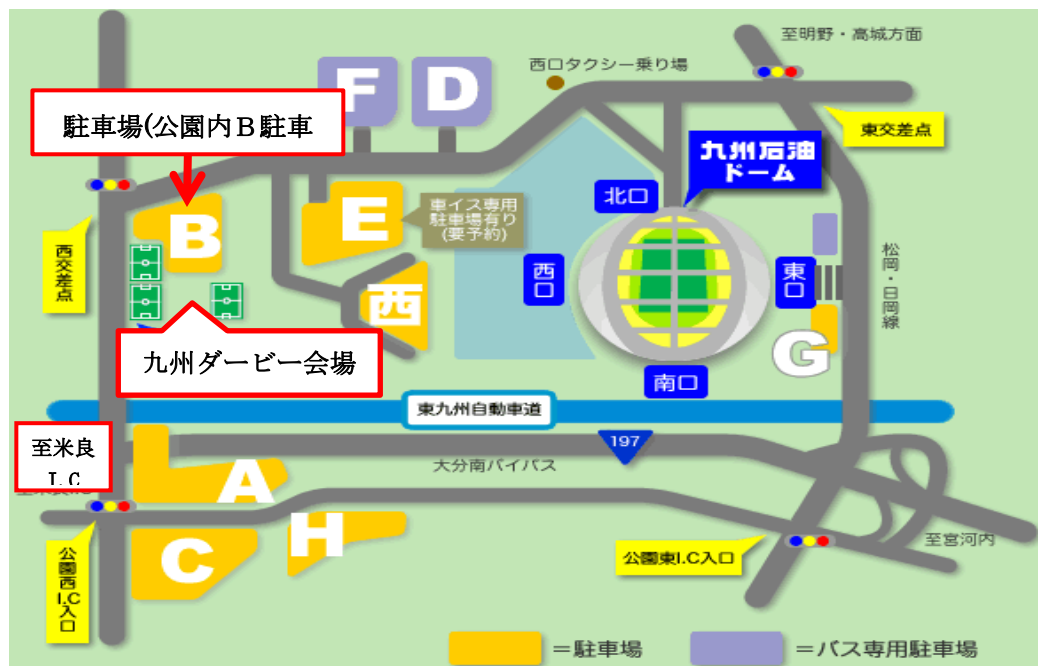 至明野・高城方面
西口タクシー乗り場
F
D
駐車場(公園内B駐車
東交差点
九州石油
ドーム
北口
B
E
車イス専用
駐車場有り
(要予約)
西交差点
西口
東口
松岡・日岡線
西
九州ダービー会場
G
南口
東九州自動車道
至米良
I.C
197
大分南バイパス
A
H
C
公園西I.C入口
公園東I.C入口
至宮河内
=駐車場
=バス専用駐車場